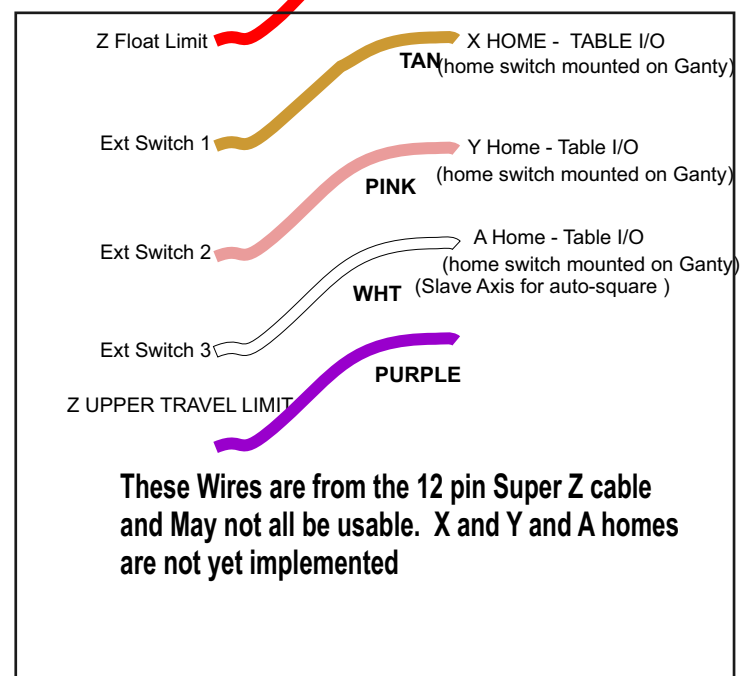 Z Float Limit
X HOME - TABLE I/O
TAN
(home switch mounted on Ganty)
Ext Switch 1
Y Home - Table I/O
(home switch mounted on Ganty)
PINK
Ext Switch 2
A Home - Table I/O
(home switch mounted on Ganty)
(Slave Axis for auto-square )
WHT
Ext Switch 3
PURPLE
Z UPPER TRAVEL LIMIT
These Wires are from the 12 pin Super Z cable
and May not all be usable. X and Y and A homes
are not yet implemented